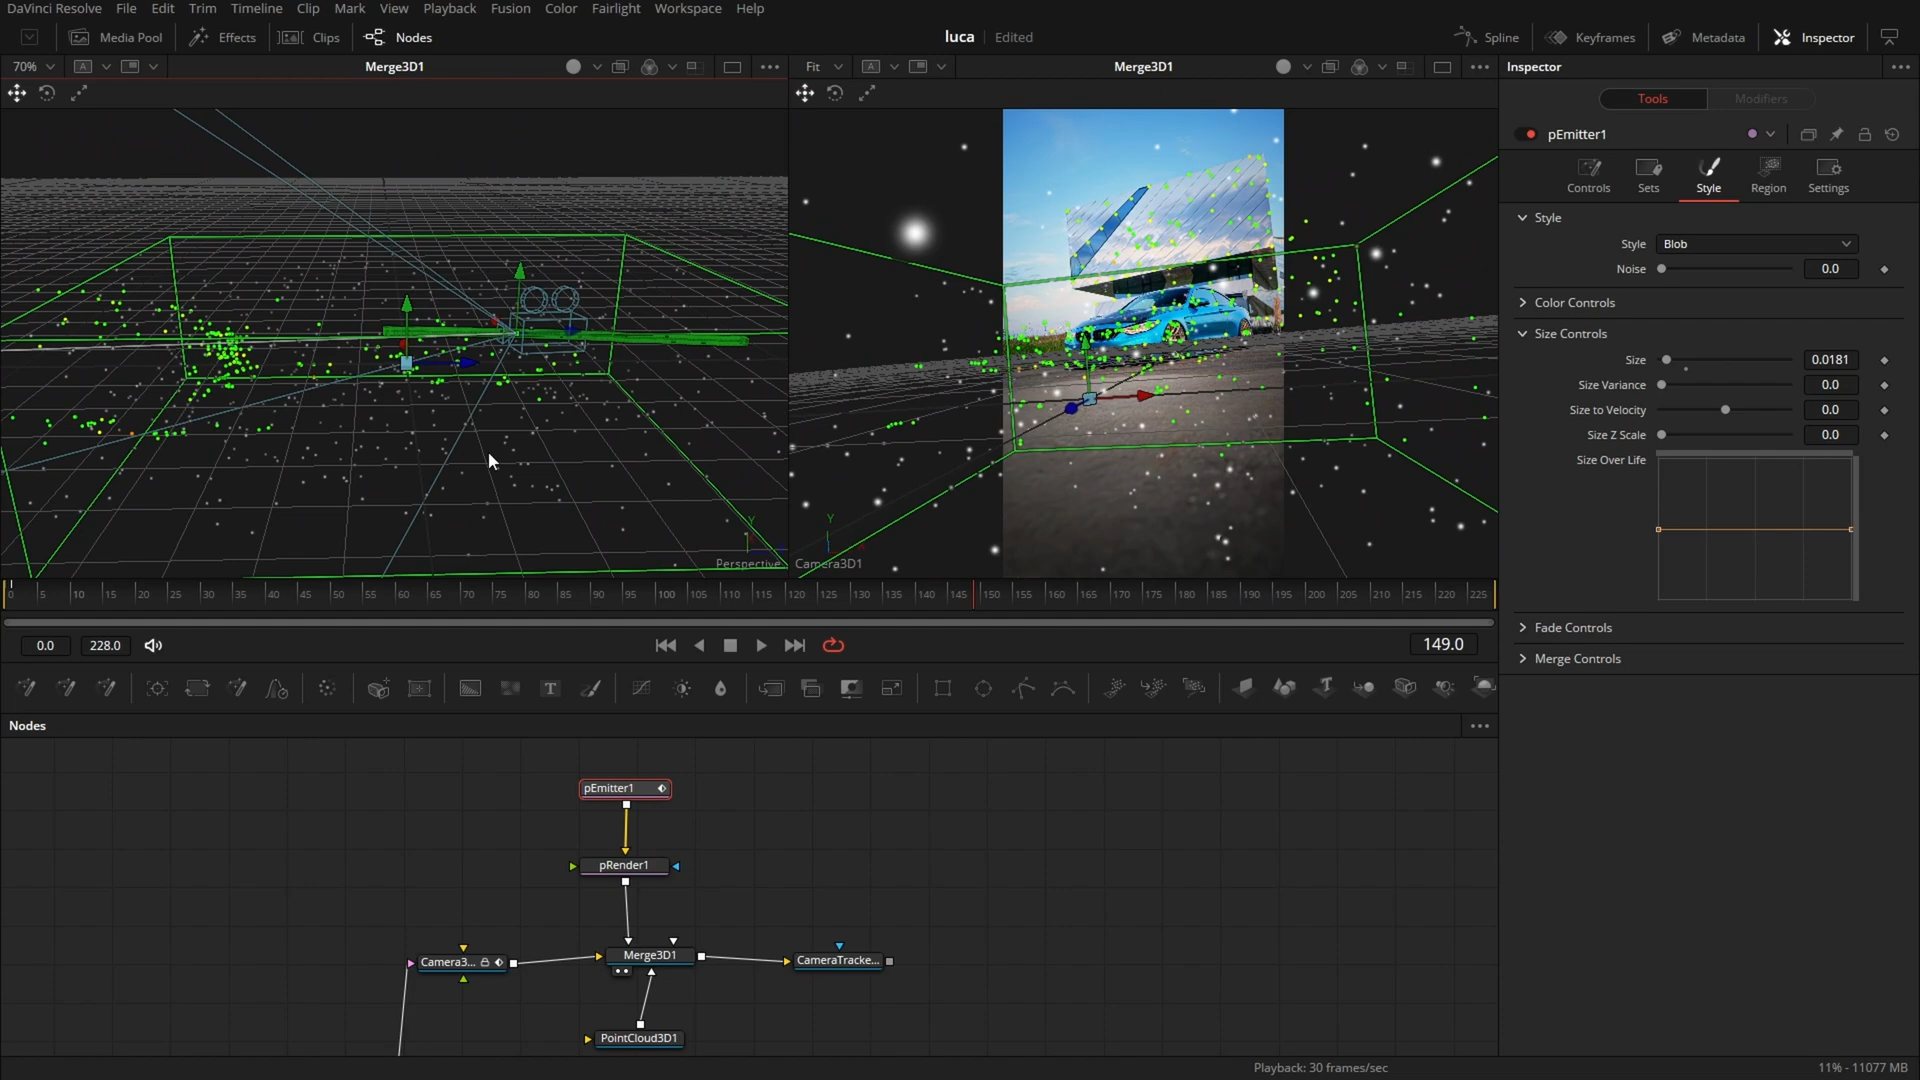 DaVinci Resolve File Edit Trim Timeline Clip Mark View Playback Fusion Color Fairlight Workspace Help
Media Pool Effects Clips Nodes
luca Edited
Spline Keyframes Metadata Inspector
70% A Merge3D1
Fit A Merge3D1
Inspector
Tools Modifiers
pEmitter1
Controls Sets Style Region Settings
Style
Style Blob
Noise 0.0
Color Controls
Size Controls
Size 0.0181
Size Variance 0.0
Size to Velocity 0.0
Size Z Scale 0.0
Size Over Life
Fade Controls
Merge Controls
Y
Perspective
Y
Camera3D1
0 5 10 15 20 25 30 35 40 45 50 55 60 65 70 75 80 85 90 95 100 105 110 115 120 125 130 135 140 145 150 155 160 165 170 175 180 185 190 195 200 205 210 215 220 225
0.0 228.0 149.0
T T
Nodes
pEmitter1
pRender1
Camera3... Merge3D1 CameraTracke...
PointCloud3D1
Playback: 30 frames/sec 11% - 11077 MB